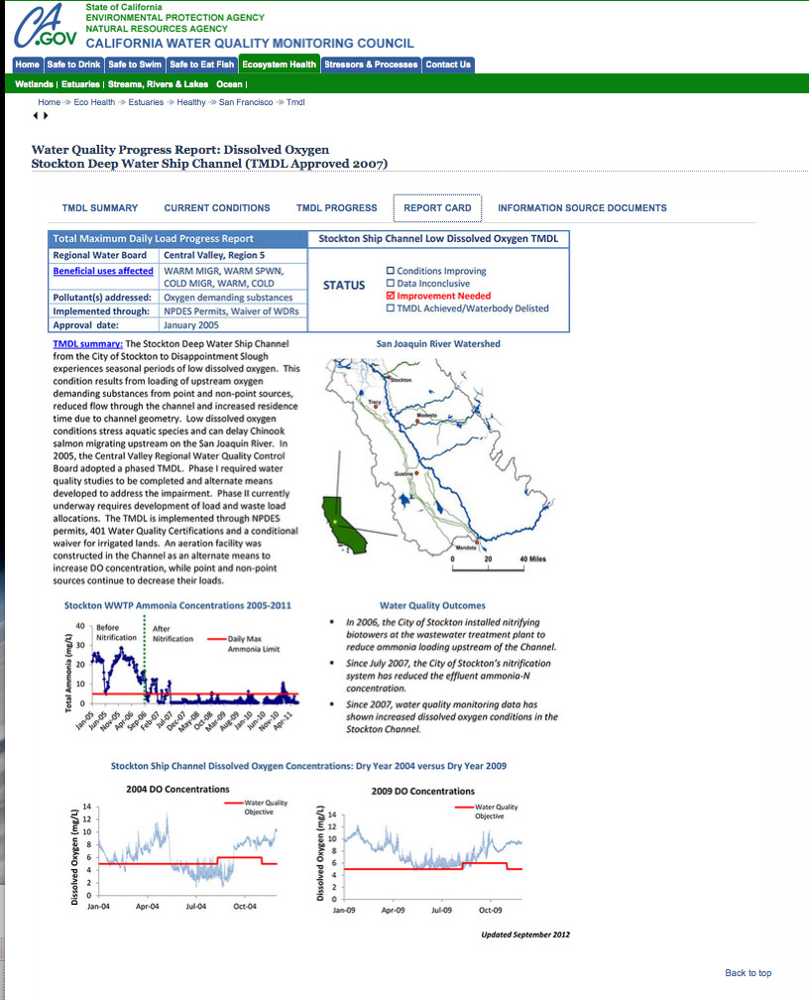 CA.GOV
State of California
ENVIRONMENTAL PROTECTION AGENCY
NATURAL RESOURCES AGENCY
CALIFORNIA WATER QUALITY MONITORING COUNCIL
Home Safe to Drink Safe to Swim Safe to Eat Fish Ecosystem Health Stressors & Processes Contact Us
Wetlands | Estuaries | Streams, Rivers & Lakes Ocean |
Home -» Eco Health -» Estuaries -» Healthy -» San Francisco -» Tmdl
Water Quality Progress Report: Dissolved Oxygen
Stockton Deep Water Ship Channel (TMDL Approved 2007)
TMDL SUMMARY CURRENT CONDITIONS TMDL PROGRESS REPORT CARD INFORMATION SOURCE DOCUMENTS
Total Maximum Daily Load Progress Report
Regional Water Board Central Valley, Region 5
Beneficial uses affected WARM MIGR, WARM SPWN,
COLD MIGR, WARM, COLD
Pollutant(s) addressed: Oxygen demanding substances
Implemented through: NPDES Permits, Waiver of WDRs
Approval date: January 2005
Stockton Ship Channel Low Dissolved Oxygen TMDL
STATUS
☐ Conditions Improving
☐ Data Inconclusive
☑ Improvement Needed
☐ TMDL Achieved/Waterbody Delisted
TMDL summary: The Stockton Deep Water Ship Channel
from the City of Stockton to Disappointment Slough
experiences seasonal periods of low dissolved oxygen. This
condition results from loading of upstream oxygen
demanding substances from point and non-point sources,
reduced flow through the channel and increased residence
time due to channel geometry. Low dissolved oxygen
conditions stress aquatic species and can delay Chinook
salmon migrating upstream on the San Joaquin River. In
2005, the Central Valley Regional Water Quality Control
Board adopted a phased TMDL. Phase I required water
quality studies to be completed and alternate means
developed to address the impairment. Phase II currently
underway requires development of load and waste load
allocations. The TMDL is implemented through NPDES
permits, 401 Water Quality Certifications and a conditional
waiver for irrigated lands. An aeration facility was
constructed in the Channel as an alternate means to
increase DO concentration, while point and non-point
sources continue to decrease their loads.
San Joaquin River Watershed
Stockton
Tracy
Modesto
Gustine
Mendota
0 20 40 Miles
Stockton WWTP Ammonia Concentrations 2005-2011
Total Ammonia (mg/L)
40
30
20
10
0
Before
Nitrification
After
Nitrification
Daily Max
Ammonia Limit
Jan-05 Jun-05 Nov-05 Apr-06 Sep-06 Feb-07 Jul-07 Dec-07 May-08 Oct-08 Mar-09 Aug-09 Jan-10 Jun-10 Nov-10 Apr-11
Water Quality Outcomes
▪ In 2006, the City of Stockton installed nitrifying
biotowers at the wastewater treatment plant to
reduce ammonia loading upstream of the Channel.
▪ Since July 2007, the City of Stockton's nitrification
system has reduced the effluent ammonia-N
concentration.
▪ Since 2007, water quality monitoring data has
shown increased dissolved oxygen conditions in the
Stockton Channel.
Stockton Ship Channel Dissolved Oxygen Concentrations: Dry Year 2004 versus Dry Year 2009
2004 DO Concentrations
Water Quality
Objective
Dissolved Oxygen (mg/L)
14
12
10
8
6
4
2
0
Jan-04 Apr-04 Jul-04 Oct-04
2009 DO Concentrations
Water Quality
Objective
Dissolved Oxygen (mg/L)
14
12
10
8
6
4
2
0
Jan-09 Apr-09 Jul-09 Oct-09
Updated September 2012
Back to top